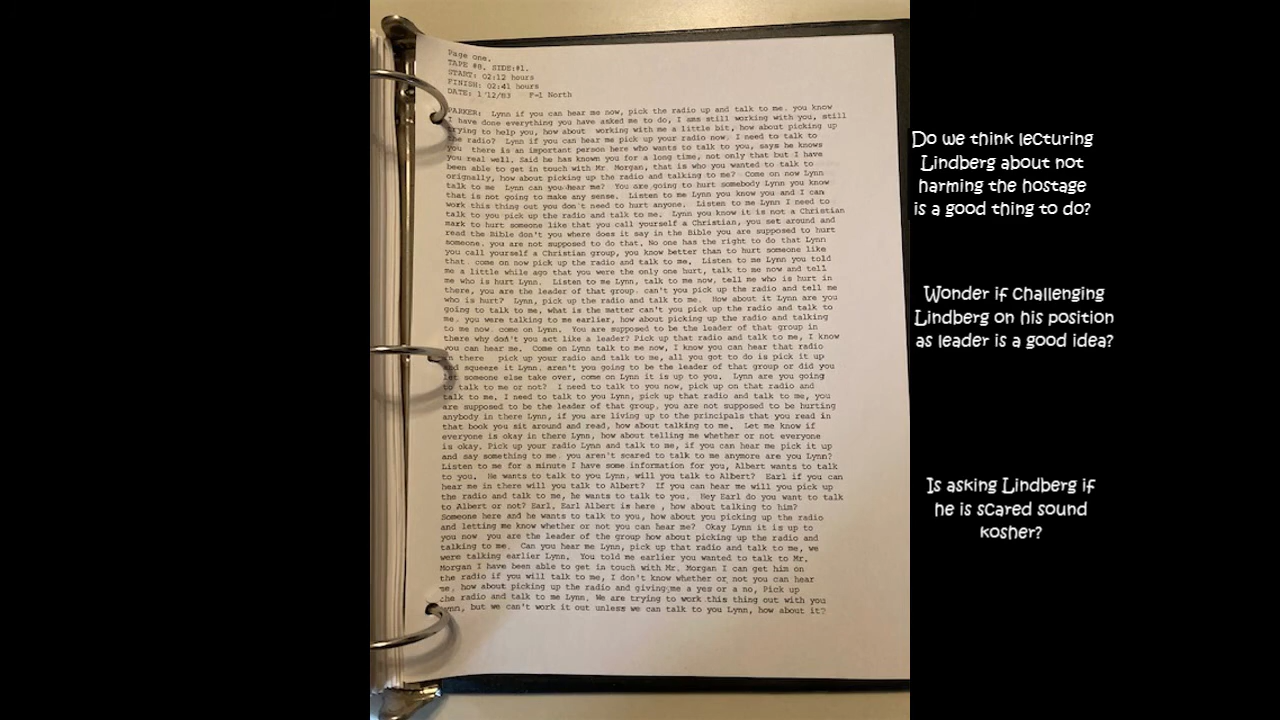 Page one.
TAPE #8. SIDE:#1.
START: 02:12 hours
FINISH: 02:41 hours
DATE: 1/12/83 F-1 North
PARKER: Lynn if you can hear me now, pick the radio up and talk to me. you know
I have done everything you have asked me to do, I ams still working with you, still
trying to help you, how about working with me a little bit, how about picking up
the radio? Lynn if you can hear me pick up your radio now. I need to talk to
you there is an important person here who wants to talk to you, says he knows
you real well. Said he has known you for a long time, not only that but I have
been able to get in touch with Mr. Morgan, that is who you wanted to talk to
orignally, how about picking up the radio and talking to me? Come on now Lynn
talk to me Lynn can you hear me? You are going to hurt somebody Lynn you know
that is not going to make any sense. Listen to me Lynn you know you and I can
work this thing out you don't need to hurt anyone. Listen to me Lynn I need to
talk to you pick up the radio and talk to me. Lynn you know it is not a Christian
mark to hurt someone like that you call yourself a Christian, you set around and
read the Bible don't you where does it say in the Bible you are supposed to hurt
someone. you are not supposed to do that. No one has the right to do that Lynn
you call yourself a Christian group, you know better than to hurt someone like
that. come on now pick up the radio and talk to me. Listen to me Lynn you told
me a little while ago that you were the only one hurt, talk to me now and tell
me who is hurt Lynn. Listen to me Lynn, talk to me now, tell me who is hurt in
there, you are the leader of that group. can't you pick up the radio and tell me
who is hurt? Lynn, pick up the radio and talk to me. How about it Lynn are you
going to talk to me, what is the matter can't you pick up the radio and talk to
me. you were talking to me earlier, how about picking up the radio and talking
to me now. come on Lynn. You are supposed to be the leader of that group in
there why don't you act like a leader? Pick up that radio and talk to me, I know
you can hear me. Come on Lynn talk to me now, I know you can hear that radio
in there pick up your radio and talk to me, all you got to do is pick it up
and squeeze it Lynn. aren't you going to be the leader of that group or did you
let someone else take over, come on Lynn it is up to you. Lynn are you going
to talk to me or not? I need to talk to you now, pick up on that radio and
talk to me. I need to talk to you Lynn, pick up that radio and talk to me, you
are supposed to be the leader of that group, you are not supposed to be hurting
anybody in there Lynn, if you are living up to the principals that you read in
that book you sit around and read, how about talking to me. Let me know if
everyone is okay in there Lynn, how about telling me whether or not everyone
is okay. Pick up your radio Lynn and talk to me, if you can hear me pick it up
and say something to me. you aren't scared to talk to me anymore are you Lynn?
Listen to me for a minute I have some information for you, Albert wants to talk
to you. He wants to talk to you Lynn, will you talk to Albert? Earl if you can
hear me in there will you talk to Albert? If you can hear me will you pick up
the radio and talk to me, he wants to talk to you. Hey Earl do you want to talk
to Albert or not? Earl, Earl Albert is here , how about talking to him?
Someone here and he wants to talk to you, how about you picking up the radio
and letting me know whether or not you can hear me? Okay Lynn it is up to
you now you are the leader of the group how about picking up the radio and
talking to me. Can you hear me Lynn, pick up that radio and talk to me, we
were talking earlier Lynn. You told me earlier you wanted to talk to Mr.
Morgan I have been able to get in touch with Mr. Morgan I can get him on
the radio if you will talk to me, I don't know whether or not you can hear
me, how about picking up the radio and giving me a yes or a no, Pick up
the radio and talk to me Lynn. We are trying to work this thing out with you
Lynn, but we can't work it out unless we can talk to you Lynn, how about it?
Do we think lecturing
Lindberg about not
harming the hostage
is a good thing to do?
Wonder if challenging
Lindberg on his position
as leader is a good idea?
Is asking Lindberg if
he is scared sound
kosher?